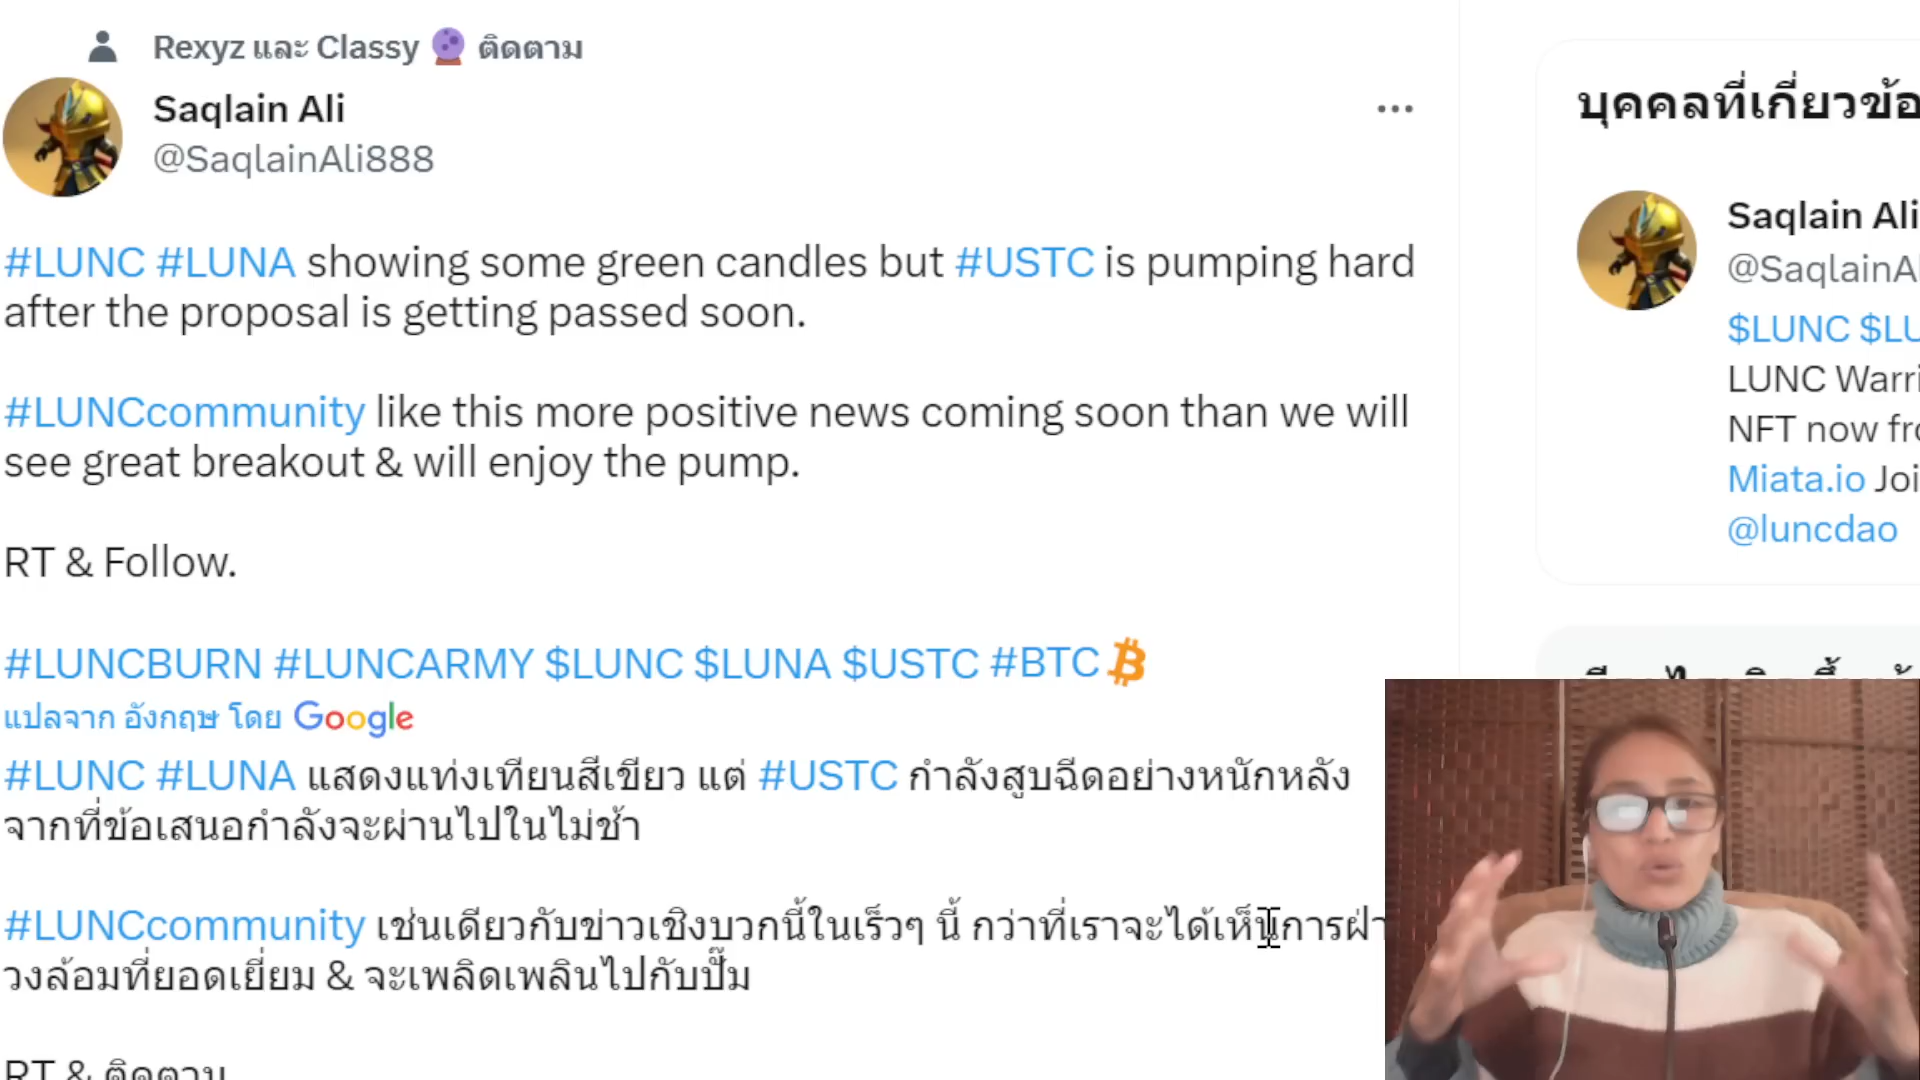 Rexyz และ Classy 🔮 ติดตาม
Saqlain Ali
@SaqlainAli888
#LUNC #LUNA showing some green candles but #USTC is pumping hard
after the proposal is getting passed soon.
#LUNCcommunity like this more positive news coming soon than we will
see great breakout & will enjoy the pump.
RT & Follow.
#LUNCBURN #LUNCARMY $LUNC $LUNA $USTC #BTC
แปลจาก อังกฤษ โดย Google
#LUNC #LUNA แสดงแท่งเทียนสีเขียว แต่ #USTC กำลังสูบฉีดอย่างหนักหลัง
จากที่ข้อเสนอกำลังจะผ่านไปในไม่ช้า
#LUNCcommunity เช่นเดียวกับข่าวเชิงบวกนี้ในเร็วๆ นี้ กว่าที่เราจะได้เห็นการฝ่า
วงล้อมที่ยอดเยี่ยม & จะเพลิดเพลินไปกับปั๊ม
RT & ติดตาม
บุคคลที่เกี่ยวข้อ
Saqlain Ali
@SaqlainA
$LUNC $LU
LUNC Warri
NFT now fro
Miata.io Joi
@luncdao